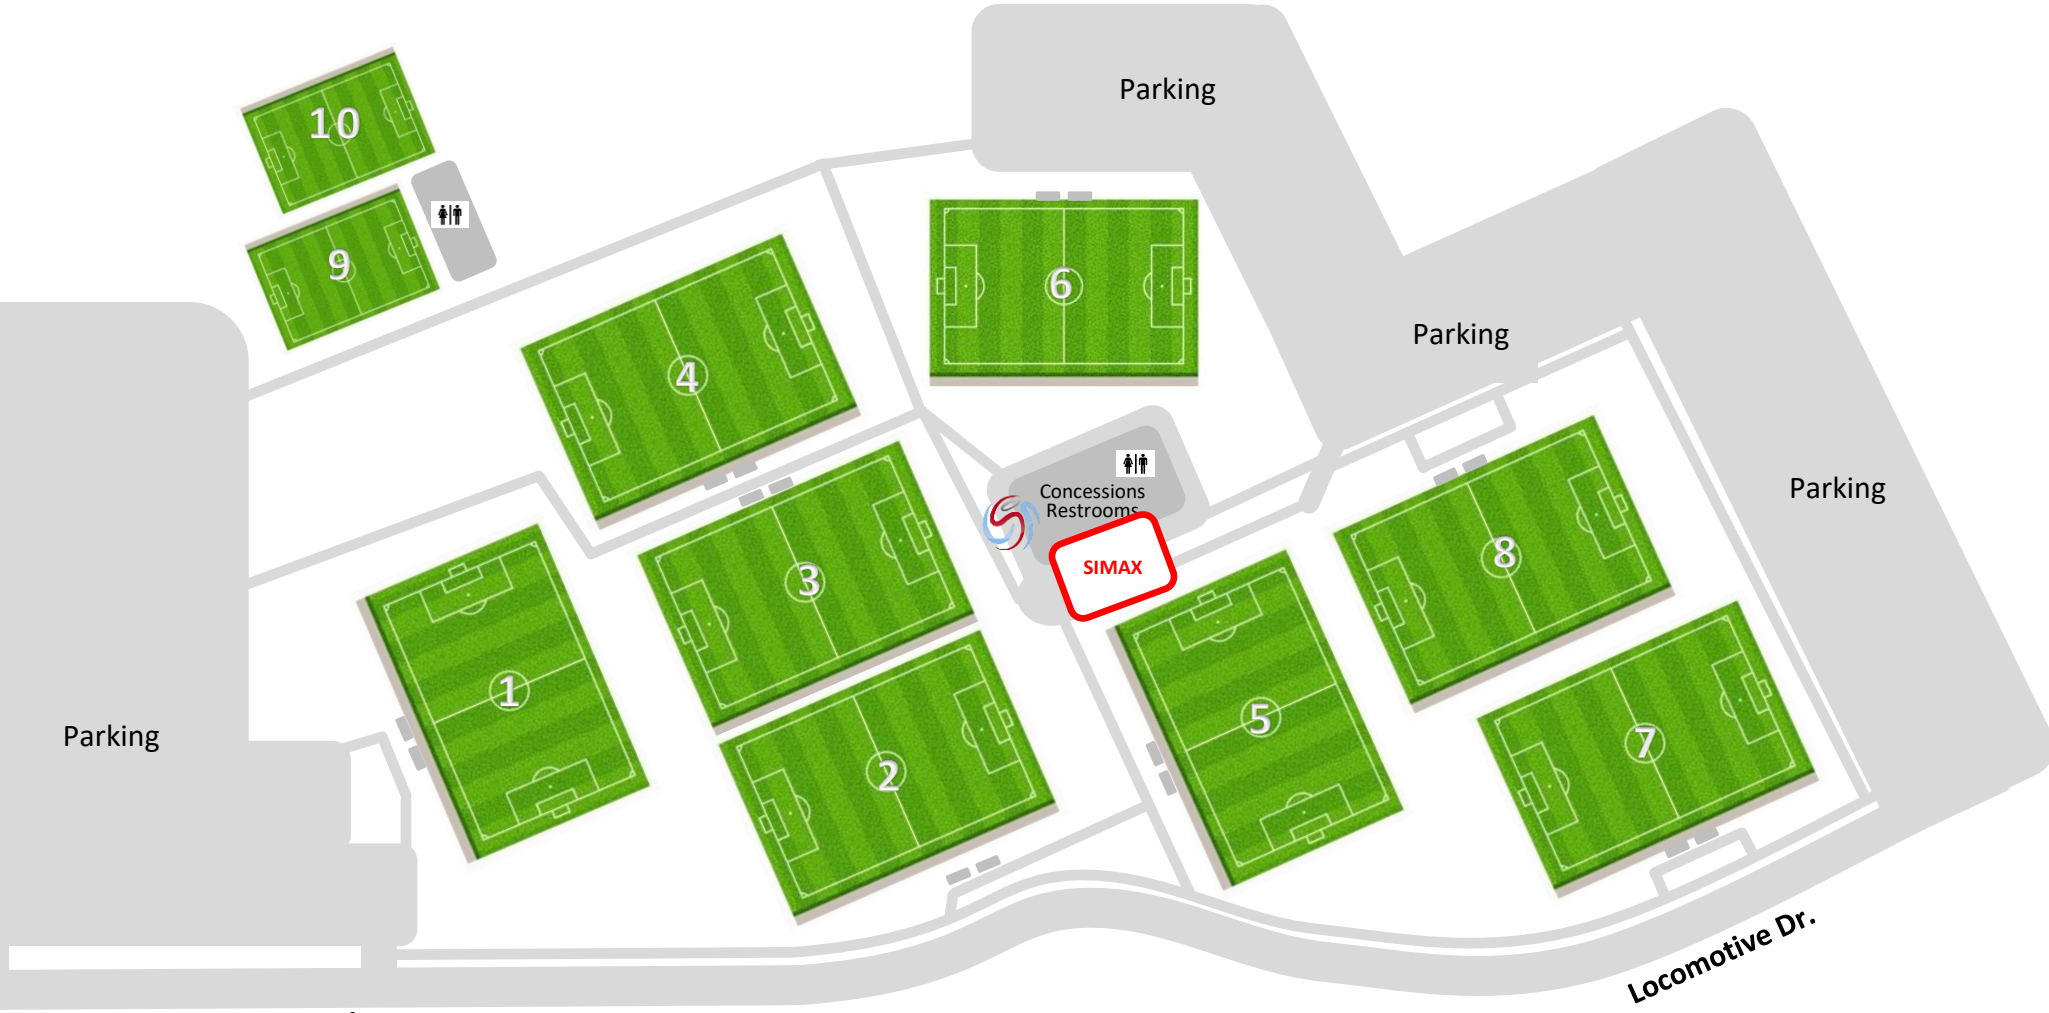 Parking
10
9
6
4
Parking
Concessions
Restrooms
Parking
SIMAX
8
3
1
5
7
2
Parking
Locomotive Dr.